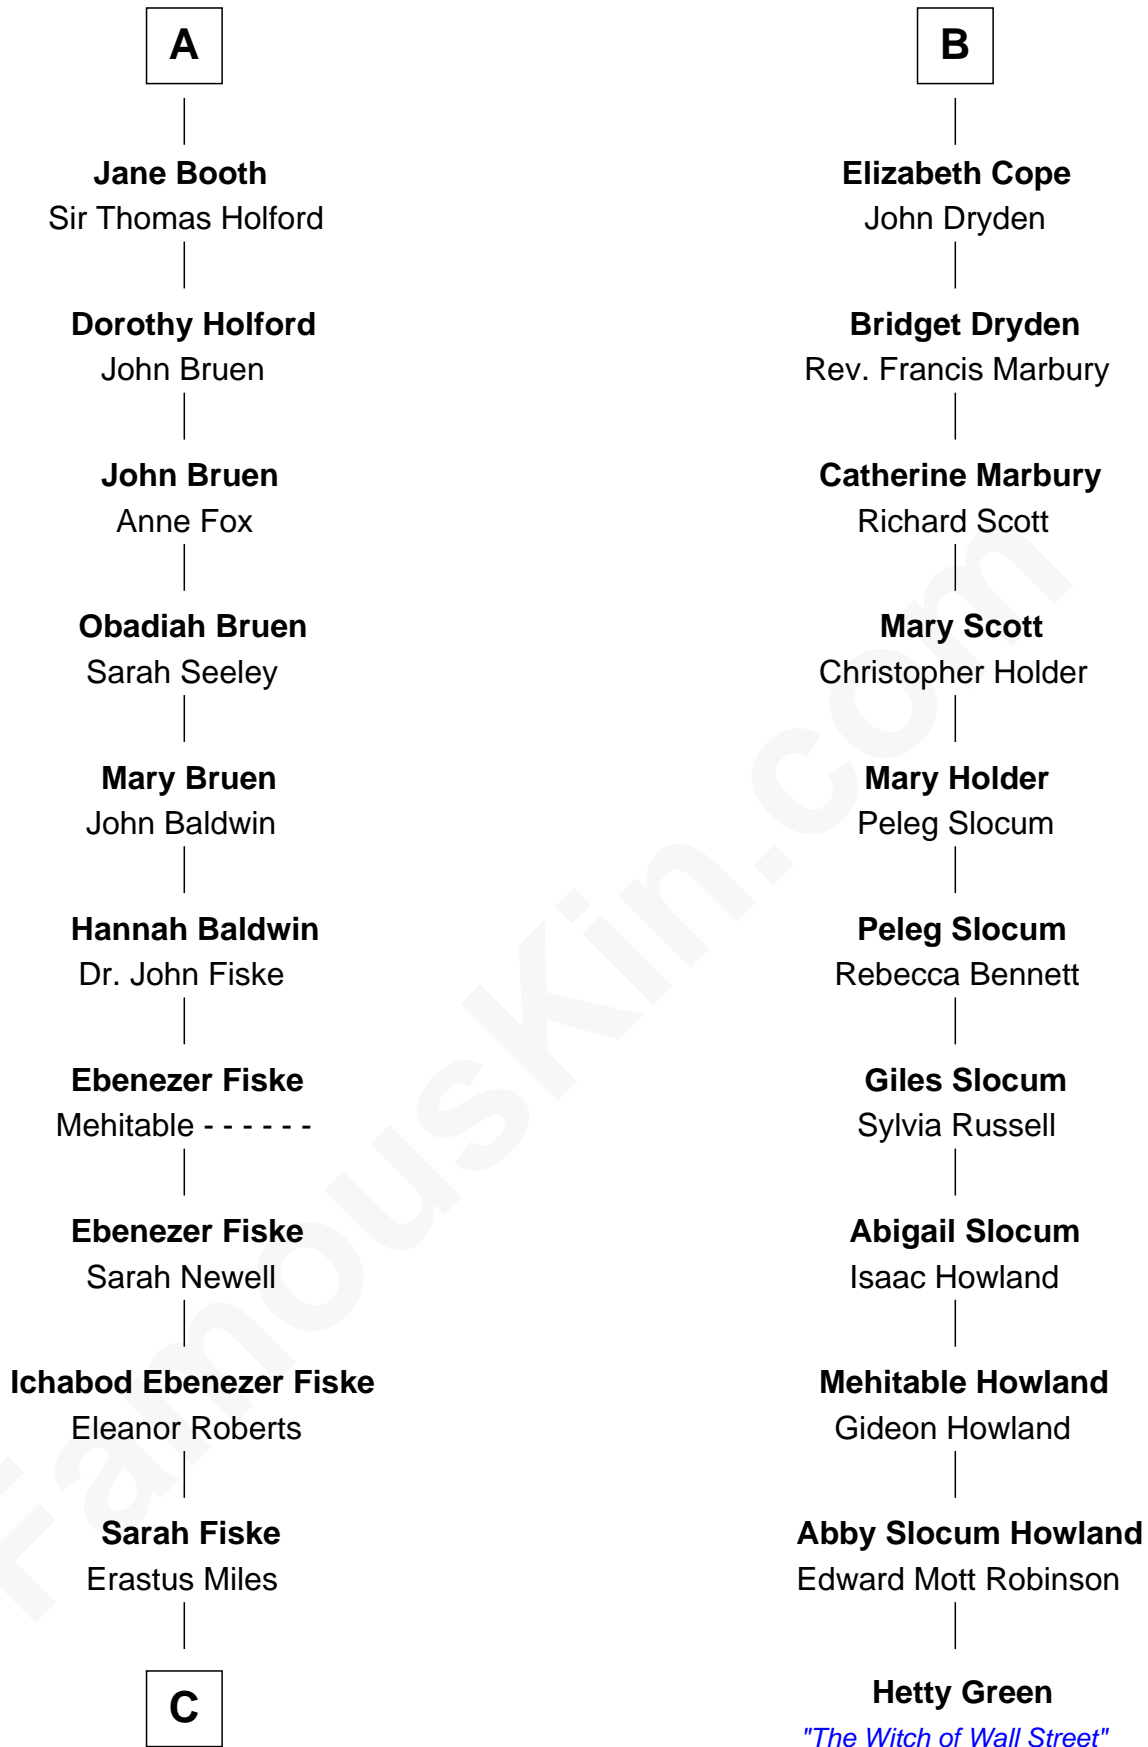 A
Jane Booth
Sir Thomas Holford
Dorothy Holford
John Bruen
John Bruen
Anne Fox
Obadiah Bruen
Sarah Seeley
Mary Bruen
John Baldwin
Hannah Baldwin
Dr. John Fiske
Ebenezer Fiske
Mehitable - - - - - -
Ebenezer Fiske
Sarah Newell
Ichabod Ebenezer Fiske
Eleanor Roberts
Sarah Fiske
Erastus Miles
C
B
Elizabeth Cope
John Dryden
Bridget Dryden
Rev. Francis Marbury
Catherine Marbury
Richard Scott
Mary Scott
Christopher Holder
Mary Holder
Peleg Slocum
Peleg Slocum
Rebecca Bennett
Giles Slocum
Sylvia Russell
Abigail Slocum
Isaac Howland
Mehitable Howland
Gideon Howland
Abby Slocum Howland
Edward Mott Robinson
Hetty Green
"The Witch of Wall Street"
FamousKin.com